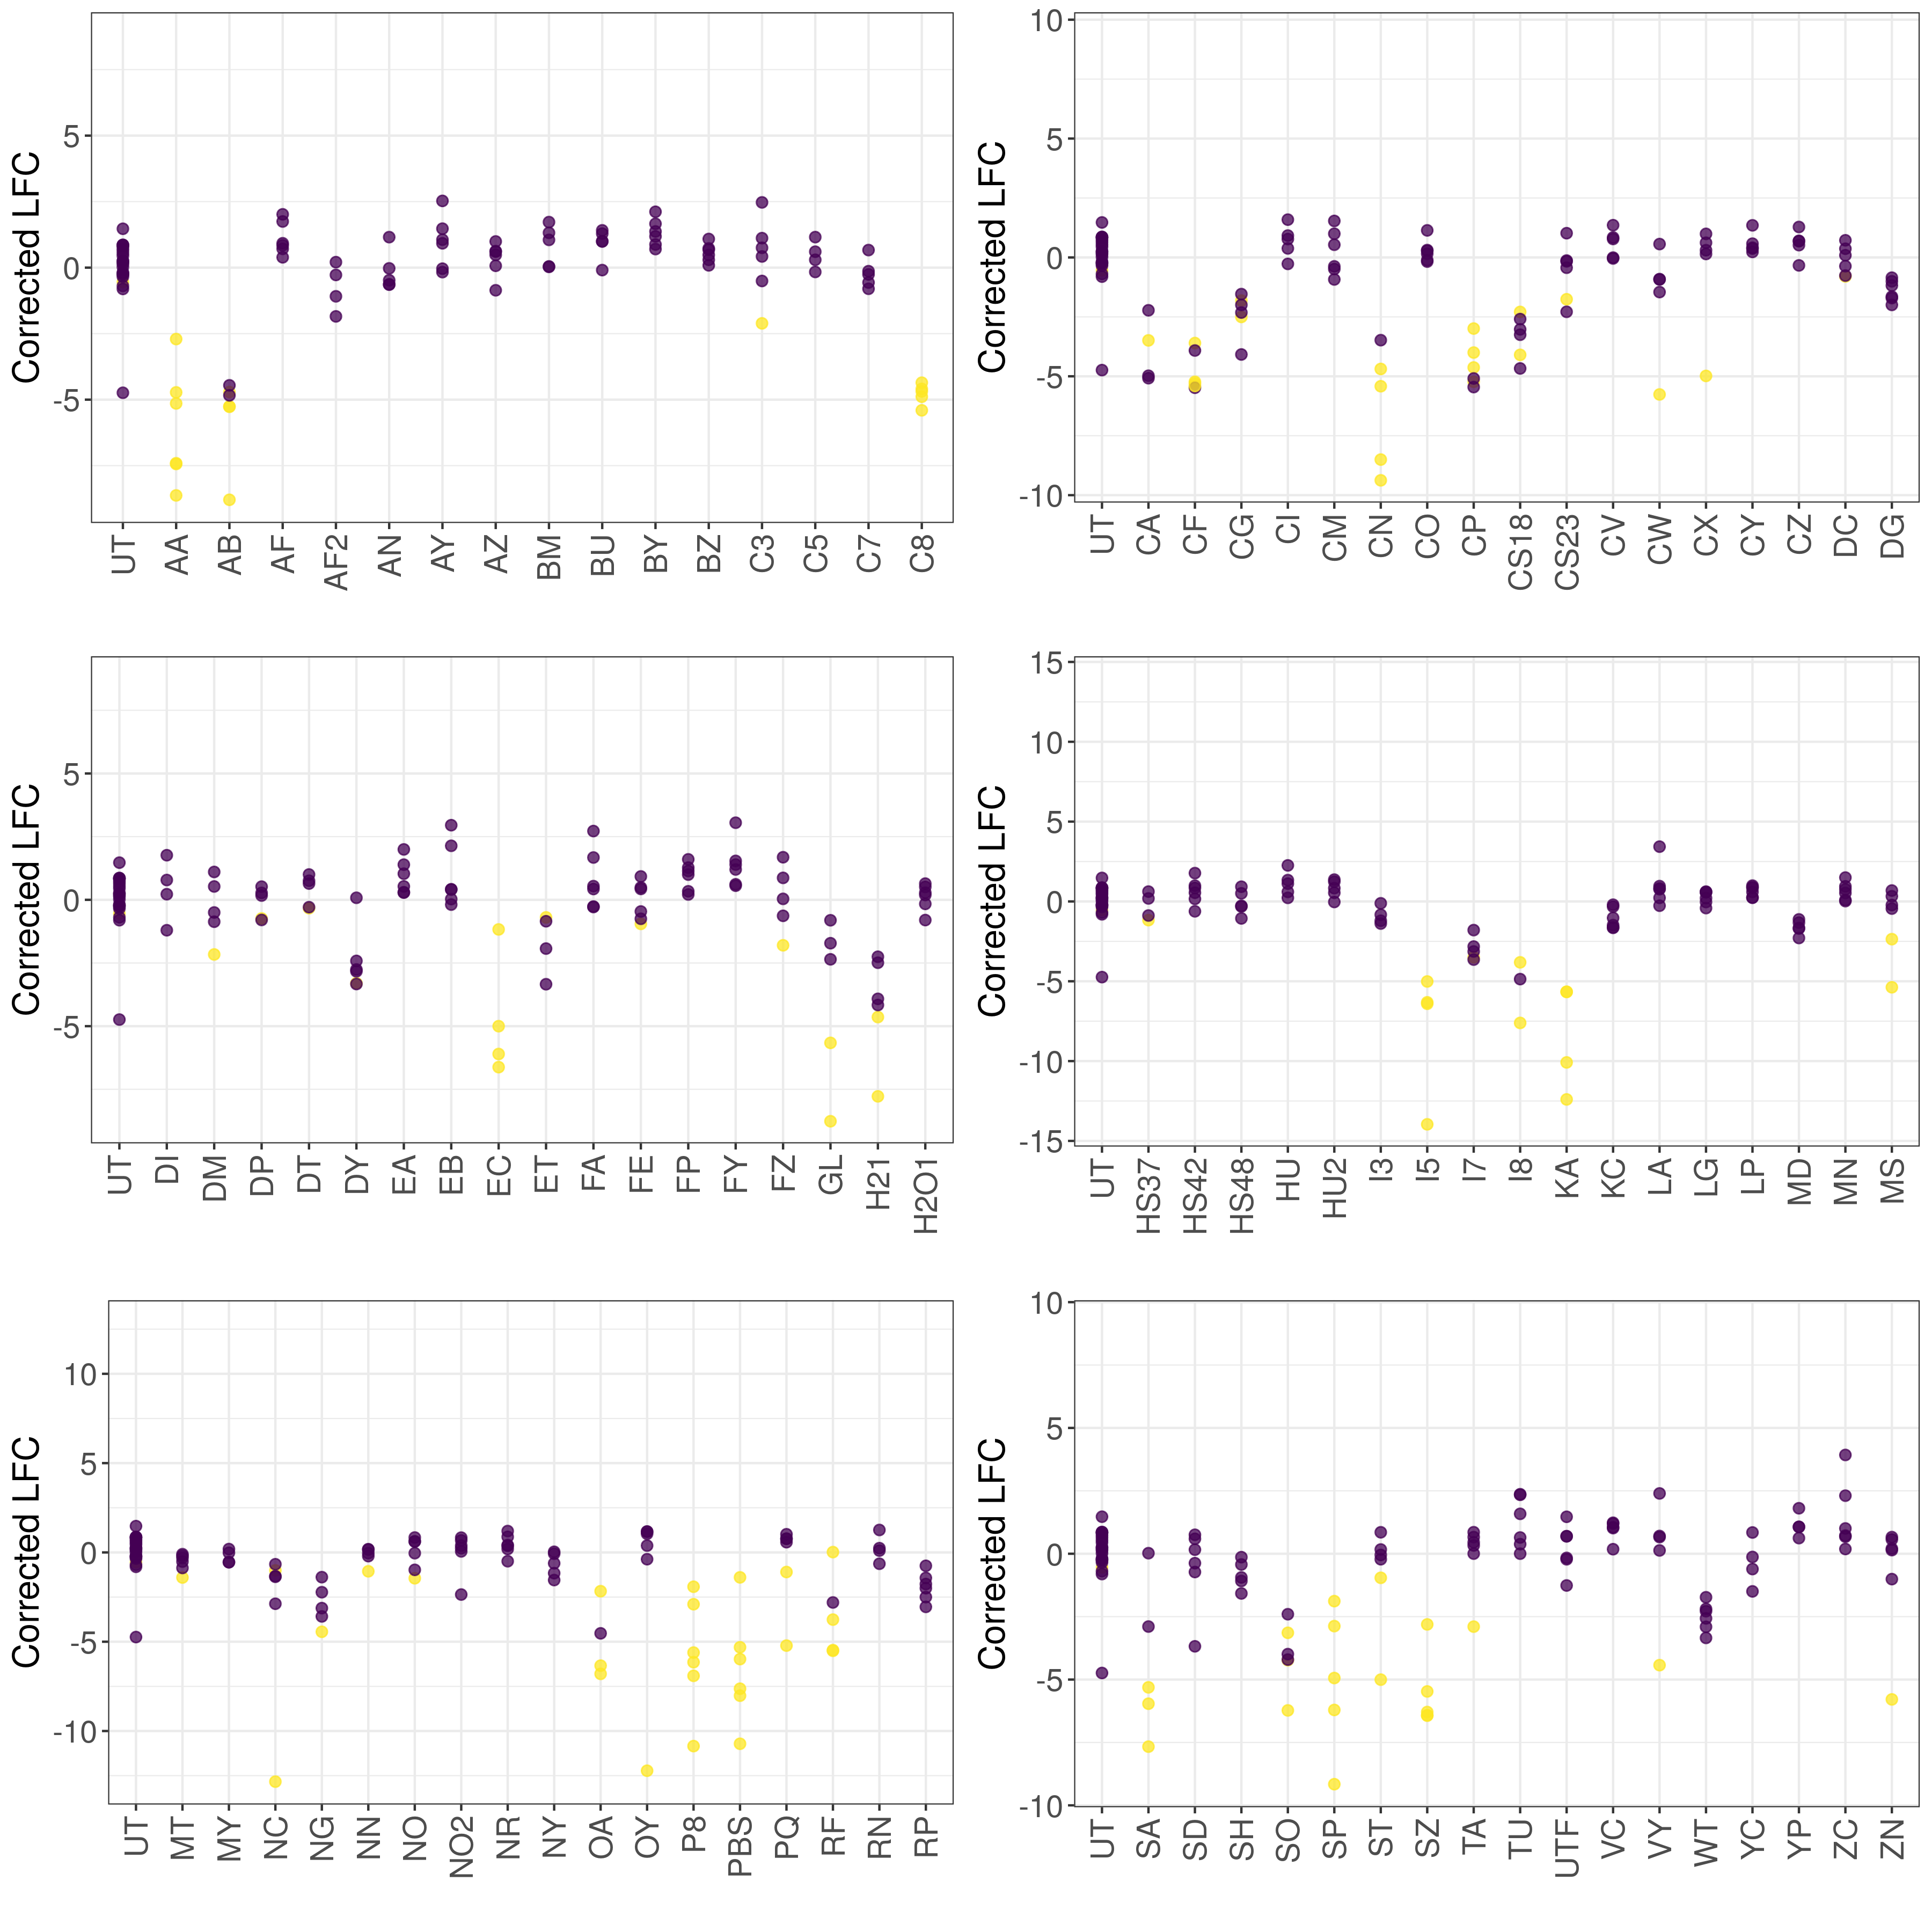 Corrected LFC
5
0
-5
UT AA AB AF AF2 AN AY AZ BM BU BY BZ C3 C5 C7 C8
Corrected LFC
10
5
0
-5
-10
UT CA CF CG CI CM CN CO CP CS18 CS23 CV CW CX CY CZ DC DG
Corrected LFC
5
0
-5
UT DI DM DP DT DY EA EB EC ET FA FE FP FY FZ GL H21 H2O1
Corrected LFC
15
10
5
0
-5
-10
-15
UT HS37 HS42 HS48 HU HU2 I3 I5 I7 I8 KA KC LA LG LP MD MN MS
Corrected LFC
10
5
0
-5
-10
UT MT MY NC NG NN NO NO2 NR NY OA OY P8 PBS PQ RF RN RP
Corrected LFC
10
5
0
-5
-10
UT SA SD SH SO SP ST SZ TA TU UTF VC VY WT YC YP ZC ZN